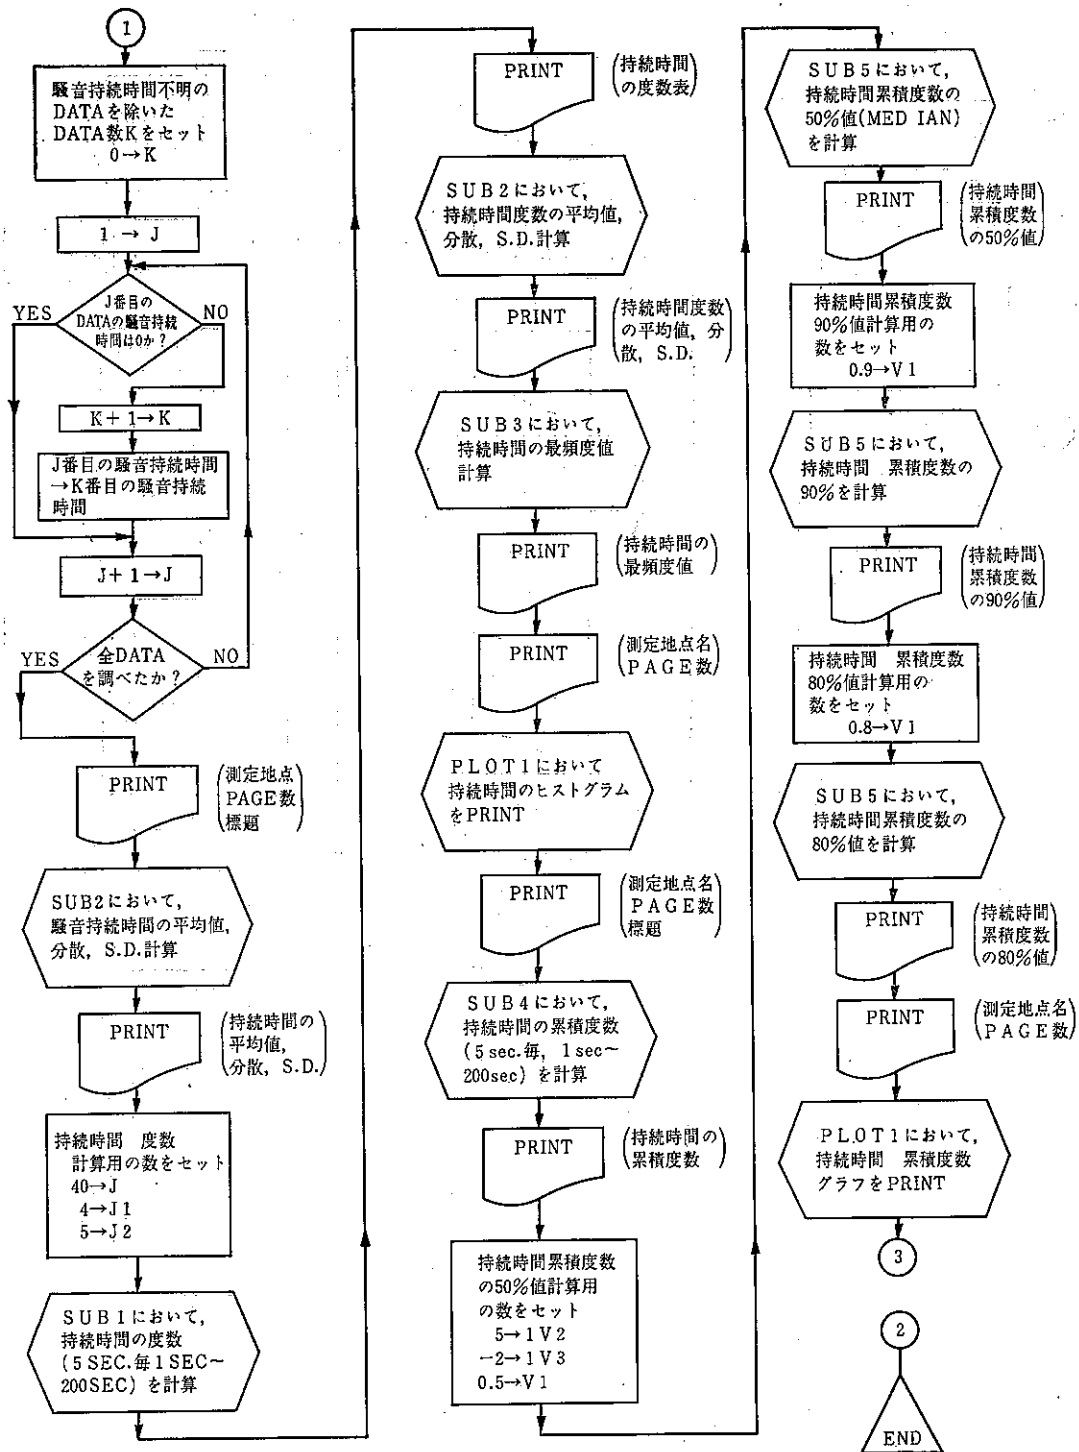 1
騒音持続時間不明の
DATAを除いた
DATA数Kをセット
0→K
1 → J
J番目の
DATAの騒音持続
時間は0か?
YES
NO
K+1→K
J番目の騒音持続時間
→K番目の騒音持続
時間
J+1→J
全DATA
を調べたか?
YES
NO
PRINT
(測定地点
PAGE数
標題)
SUB2において,
騒音持続時間の平均値,
分散, S.D.計算
PRINT
(持続時間の
平均値,
分散, S.D.)
持続時間 度数
計算用の数をセット
40→J
4→J1
5→J2
SUB1において,
持続時間の度数
(5SEC.毎1SEC~
200SEC)を計算
PRINT
(持続時間
の度数表)
SUB2において,
持続時間度数の平均値,
分散, S.D.計算
PRINT
(持続時間度数
の平均値, 分
散, S.D.)
SUB3において,
持続時間の最頻度値
計算
PRINT
(持続時間の
最頻度値)
PRINT
(測定地点名
PAGE数)
PLOT1において
持続時間のヒストグラム
をPRINT
PRINT
(測定地点名
PAGE数
標題)
SUB4において,
持続時間の累積度数
(5sec.毎, 1sec~
200sec)を計算
PRINT
(持続時間の
累積度数)
持続時間累積度数
の50%値計算用
の数をセット
5→1V2
-2→1V3
0.5→V1
SUB5において,
持続時間累積度数の
50%値(MED IAN)
を計算
PRINT
(持続時間
累積度数
の50%値)
持続時間累積度数
90%値計算用の
数をセット
0.9→V1
SUB5において,
持続時間 累積度数の
90%を計算
PRINT
(持続時間
累積度数
の90%値)
持続時間 累積度数
80%値計算用の
数をセット
0.8→V1
SUB5において,
持続時間累積度数の
80%値を計算
PRINT
(持続時間
累積度数
の80%値)
PRINT
(測定地点名
PAGE数)
PLOT1において,
持続時間 累積度数
グラフをPRINT
3
2
END